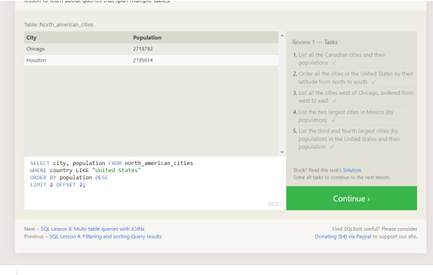 lesson to learn about queries that span multiple tables.
Table: North_american_cities
City Population
Chicago 2718782
Houston 2195914
SELECT city, population FROM north_american_cities
WHERE country LIKE "United States"
ORDER BY population DESC
LIMIT 2 OFFSET 2;
RESET
Review 1 — Tasks
1. List all the Canadian cities and their
populations ✓
2. Order all the cities in the United States by their
latitude from north to south ✓
3. List all the cities west of Chicago, ordered from
west to east ✓
4. List the two largest cities in Mexico (by
population) ✓
5. List the third and fourth largest cities (by
population) in the United States and their
population ✓
Stuck? Read this task's Solution.
Solve all tasks to continue to the next lesson.
Continue ›
Next – SQL Lesson 6: Multi-table queries with JOINs
Previous – SQL Lesson 4: Filtering and sorting Query results
Find SQLBolt useful? Please consider
Donating ($4) via Paypal to support our site.